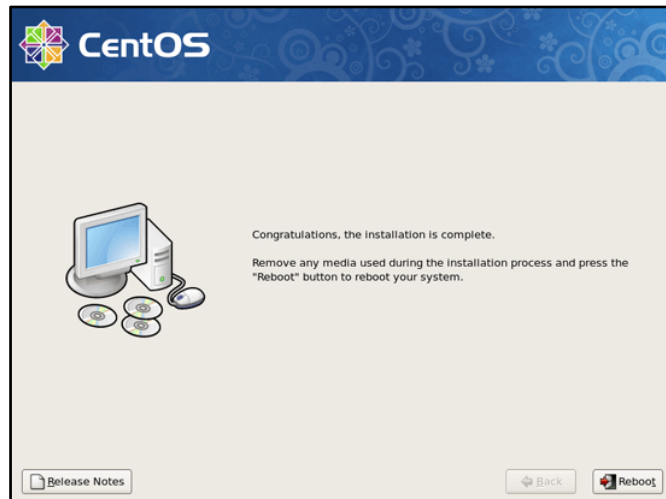 CentOS
Congratulations, the installation is complete.
Remove any media used during the installation process and press the
"Reboot" button to reboot your system.
Release Notes
Back
Reboot